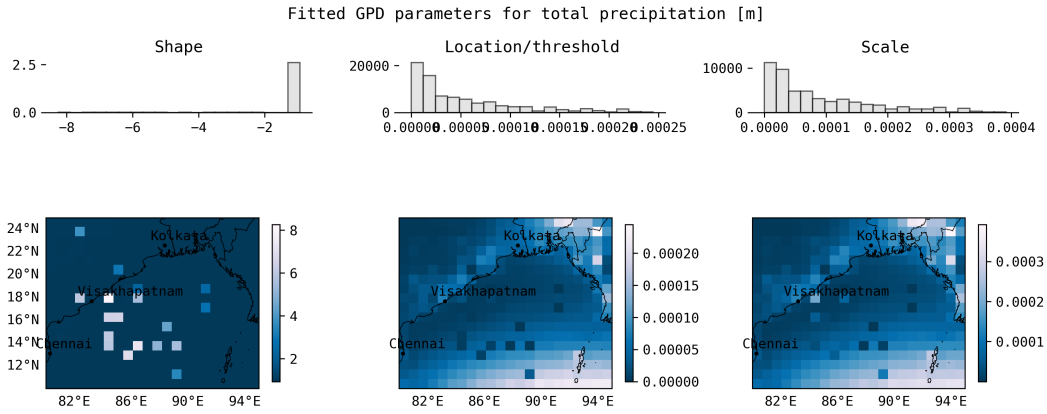 Fitted GPD parameters for total precipitation [m]
Shape
Location/threshold
Scale
2.5
0.0
−8
−6
−4
−2
20000
0
0.00000
0.00005
0.00010
0.00015
0.00020
0.00025
10000
0
0.0000
0.0001
0.0002
0.0003
0.0004
24°N
22°N
20°N
18°N
16°N
14°N
12°N
Kolkata
Visakhapatnam
Chennai
82°E
86°E
90°E
94°E
8
6
4
2
Kolkata
Visakhapatnam
Chennai
82°E
86°E
90°E
94°E
0.00020
0.00015
0.00010
0.00005
0.00000
Kolkata
Visakhapatnam
Chennai
82°E
86°E
90°E
94°E
0.0003
0.0002
0.0001